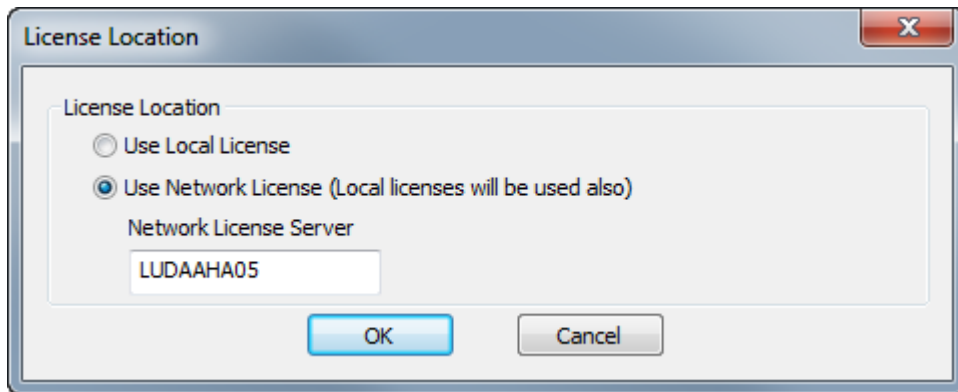 License Location
License Location
Use Local License
Use Network License (Local licenses will be used also)
Network License Server
LUDAAHA05
OK Cancel